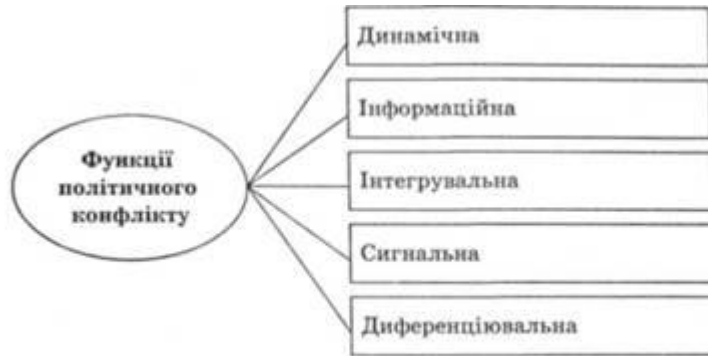 Функції
політичного
конфлікту
Динамічна
Інформаційна
Інтегрувальна
Сигнальна
Диференціювальна